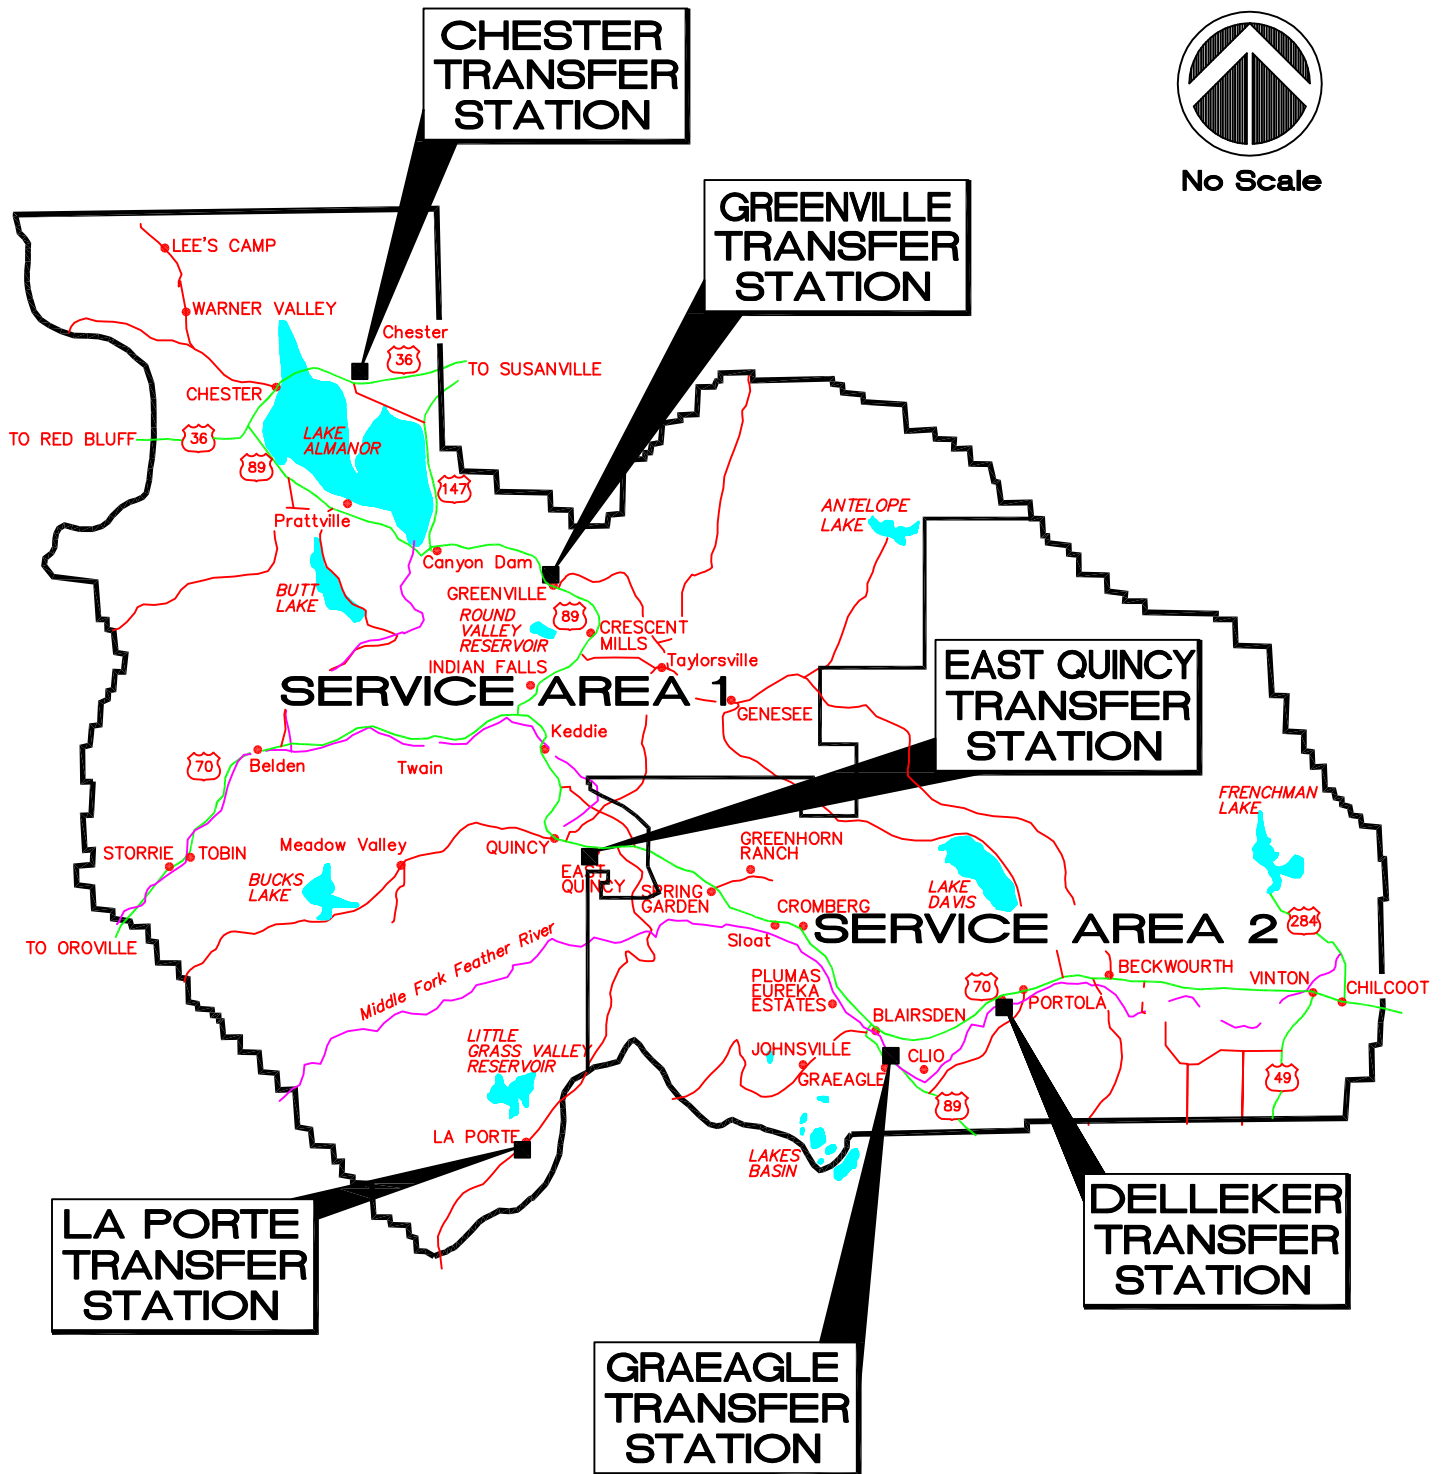 CHESTER
TRANSFER
STATION
No Scale
GREENVILLE
TRANSFER
STATION
LEE'S CAMP
WARNER VALLEY
Chester
36
TO SUSANVILLE
CHESTER
TO RED BLUFF
36
LAKE
ALMANOR
89
147
Prattville
ANTELOPE
LAKE
Canyon Dam
BUTT
LAKE
GREENVILLE
ROUND
VALLEY
RESERVOIR
89
CRESCENT
MILLS
INDIAN FALLS
Taylorsville
EAST QUINCY
TRANSFER
STATION
SERVICE AREA 1
GENESEE
Keddie
70
Belden
Twain
FRENCHMAN
LAKE
STORRIE
TOBIN
Meadow Valley
QUINCY
GREENHORN
RANCH
BUCKS
LAKE
EAST
QUINCY
SPRING
GARDEN
LAKE
DAVIS
CROMBERG
SERVICE AREA 2
284
TO OROVILLE
Sloat
Middle Fork Feather River
PLUMAS
EUREKA
ESTATES
70
BECKWOURTH
VINTON
CHILCOOT
PORTOLA
BLAIRSDEN
LITTLE
GRASS VALLEY
RESERVOIR
JOHNSVILLE
CLIO
GRAEAGLE
49
89
LA PORTE
LAKES
BASIN
LA PORTE
TRANSFER
STATION
DELLEKER
TRANSFER
STATION
GRAEAGLE
TRANSFER
STATION